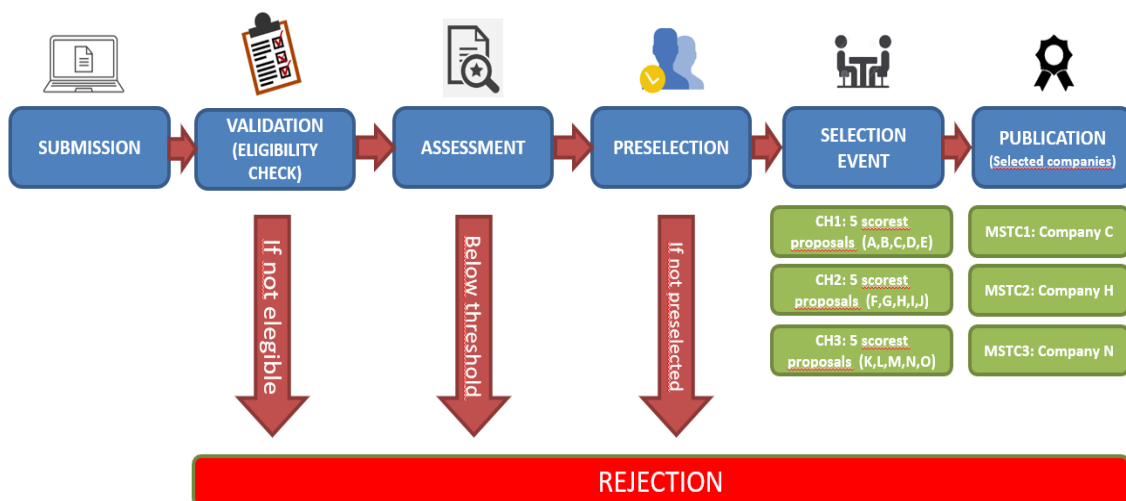 SUBMISSION
VALIDATION
(ELIGIBILITY
CHECK)
ASSESSMENT
PRESELECTION
SELECTION
EVENT
PUBLICATION
(Selected companies)
If not elegible
Below threshold
If not preselected
CH1: 5 scorest
proposals (A,B,C,D,E)
CH2: 5 scorest
proposals (F,G,H,I,J)
CH3: 5 scorest
proposals (K,L,M,N,O)
MSTC1: Company C
MSTC2: Company H
MSTC3: Company N
REJECTION